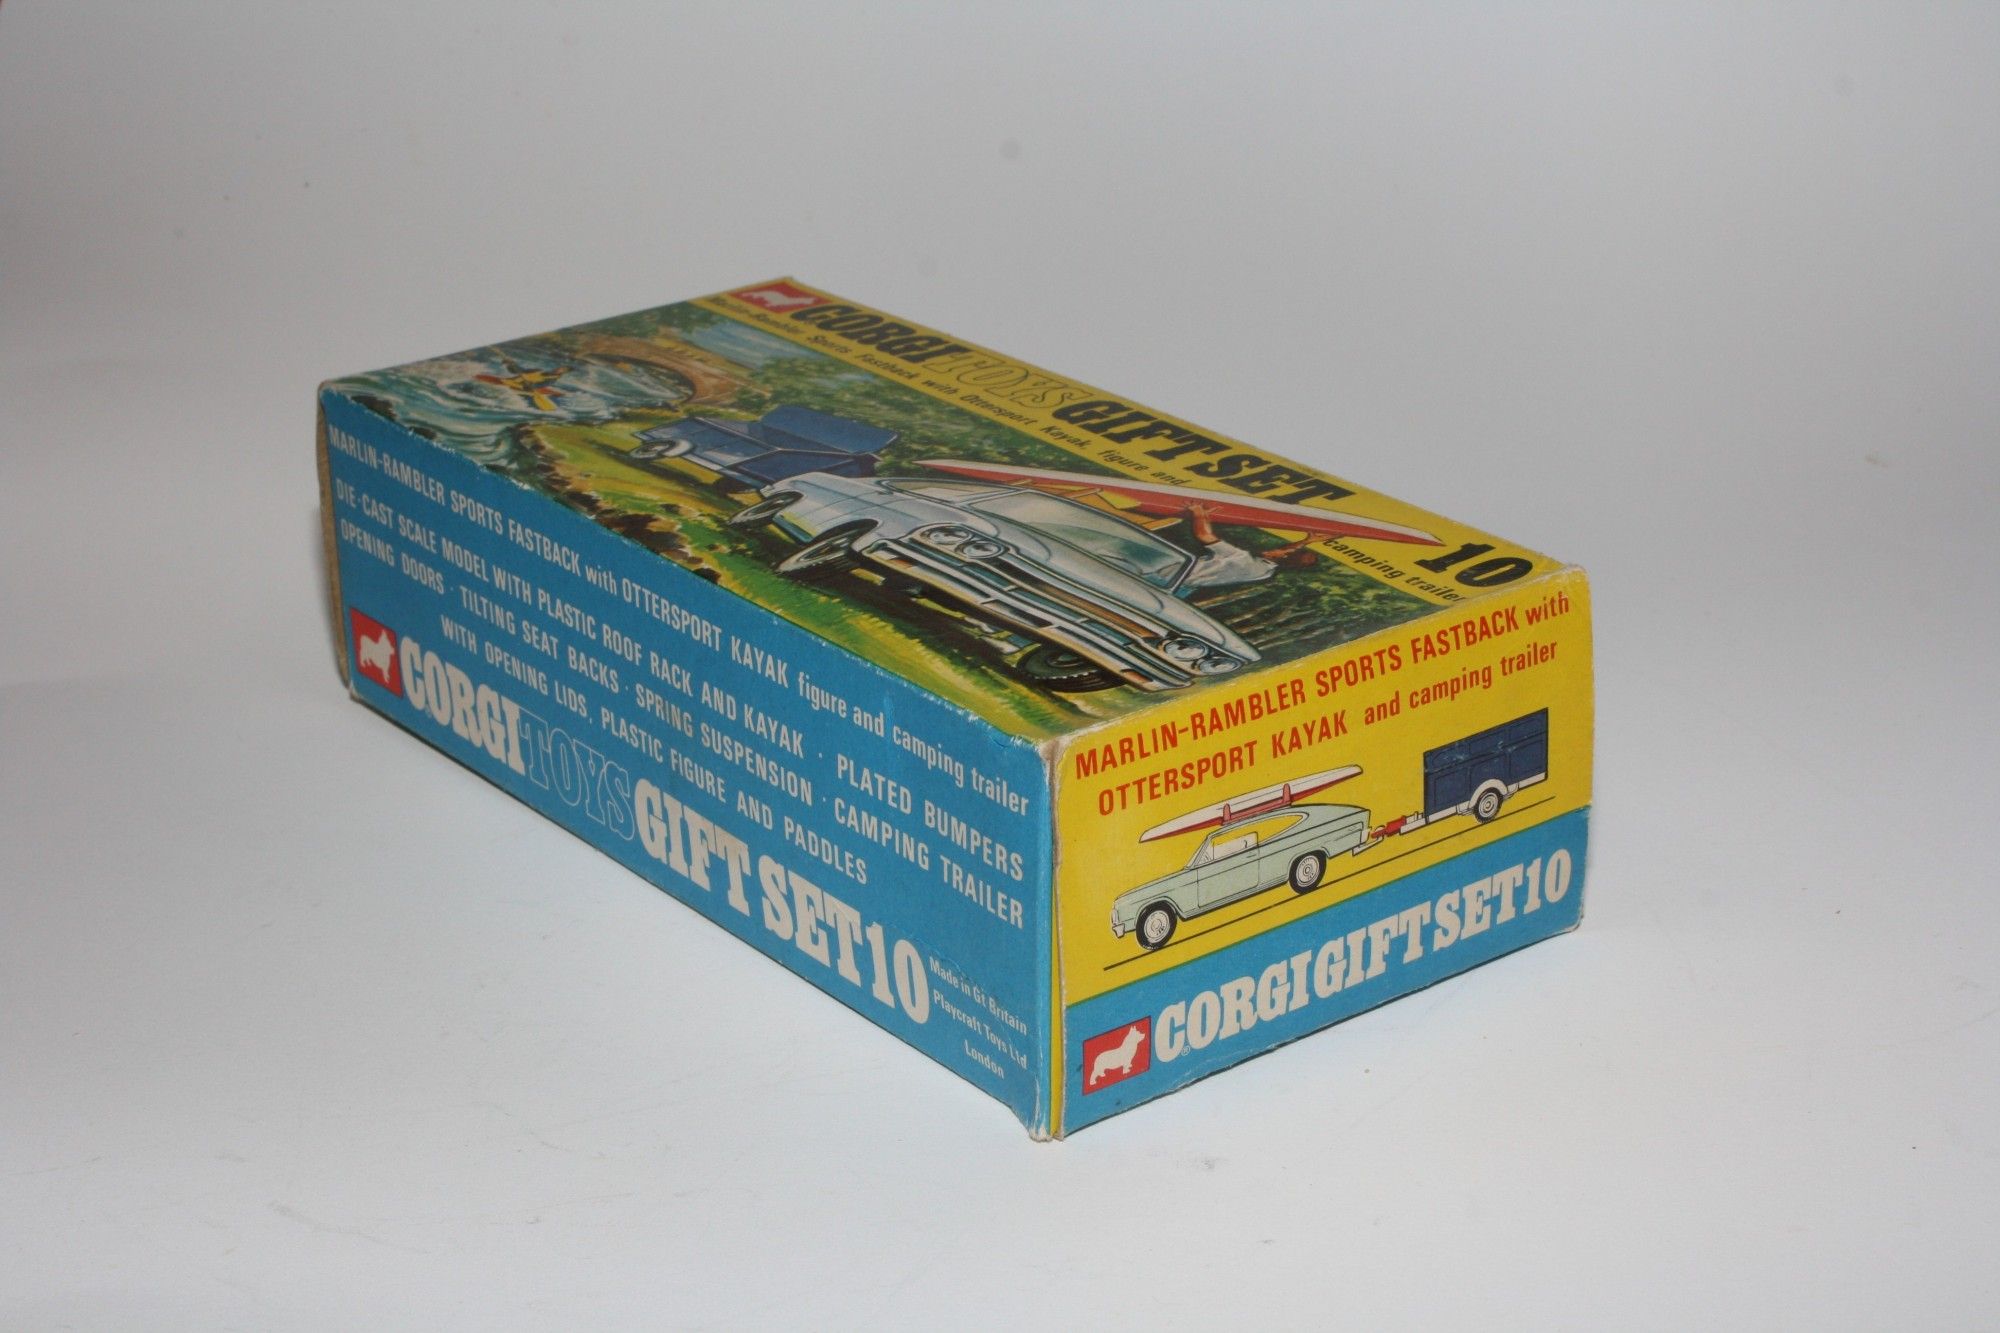 CORGI TOYS GIFT SET 10
Marlin-Rambler Sports Fastback with Ottersport Kayak, figure and camping trailer
MARLIN-RAMBLER SPORTS FASTBACK with OTTERSPORT KAYAK figure and camping trailer
DIE-CAST SCALE MODEL WITH PLASTIC ROOF RACK AND KAYAK · PLATED BUMPERS
OPENING DOORS · TILTING SEAT BACKS · SPRING SUSPENSION · CAMPING TRAILER
WITH OPENING LIDS, PLASTIC FIGURE AND PADDLES
CORGI TOYS GIFT SET 10
Made in Gt Britain
Playcraft Toys Ltd
London
MARLIN-RAMBLER SPORTS FASTBACK with
OTTERSPORT KAYAK and camping trailer
CORGI GIFT SET 10
®